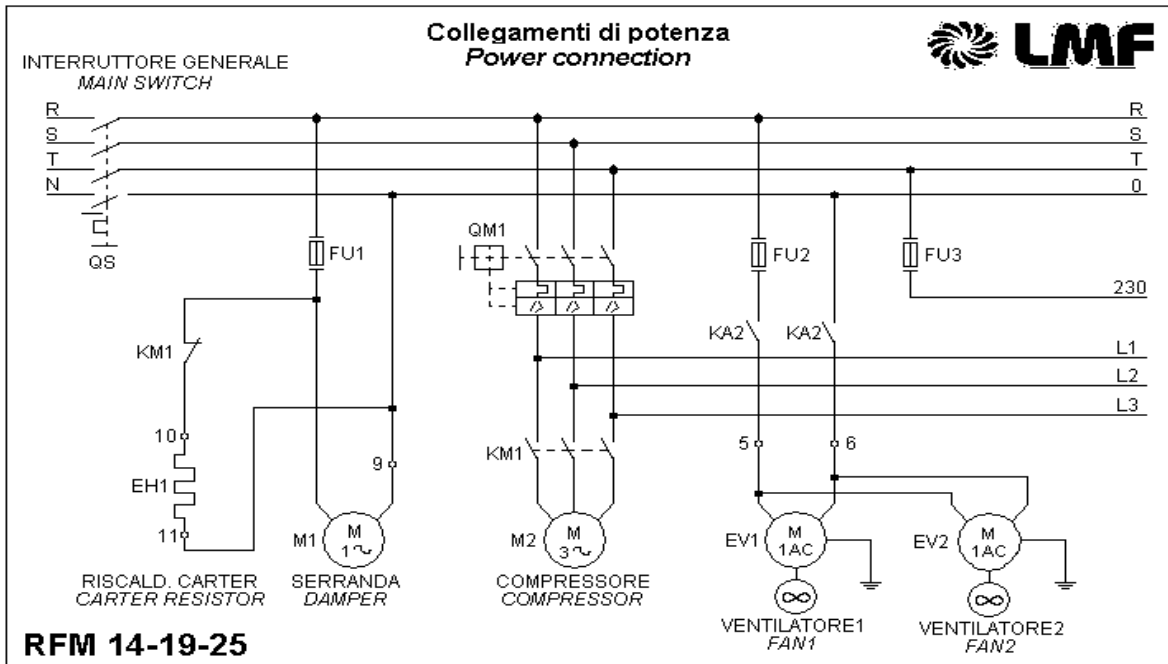 Collegamenti di potenza
Power connection
LMF
INTERRUTTORE GENERALE
MAIN SWITCH
R R
S S
T T
N 0
QS
FU1
QM1
FU2
FU3
230
KM1
KA2 KA2
L1
L2
L3
10
9
KM1
5 6
EH1
11
M1 M 1~
M2 M 3~
EV1 M 1AC
EV2 M 1AC
RISCALD. CARTER
CARTER RESISTOR
SERRANDA
DAMPER
COMPRESSORE
COMPRESSOR
VENTILATORE1
FAN1
VENTILATORE2
FAN2
RFM 14-19-25